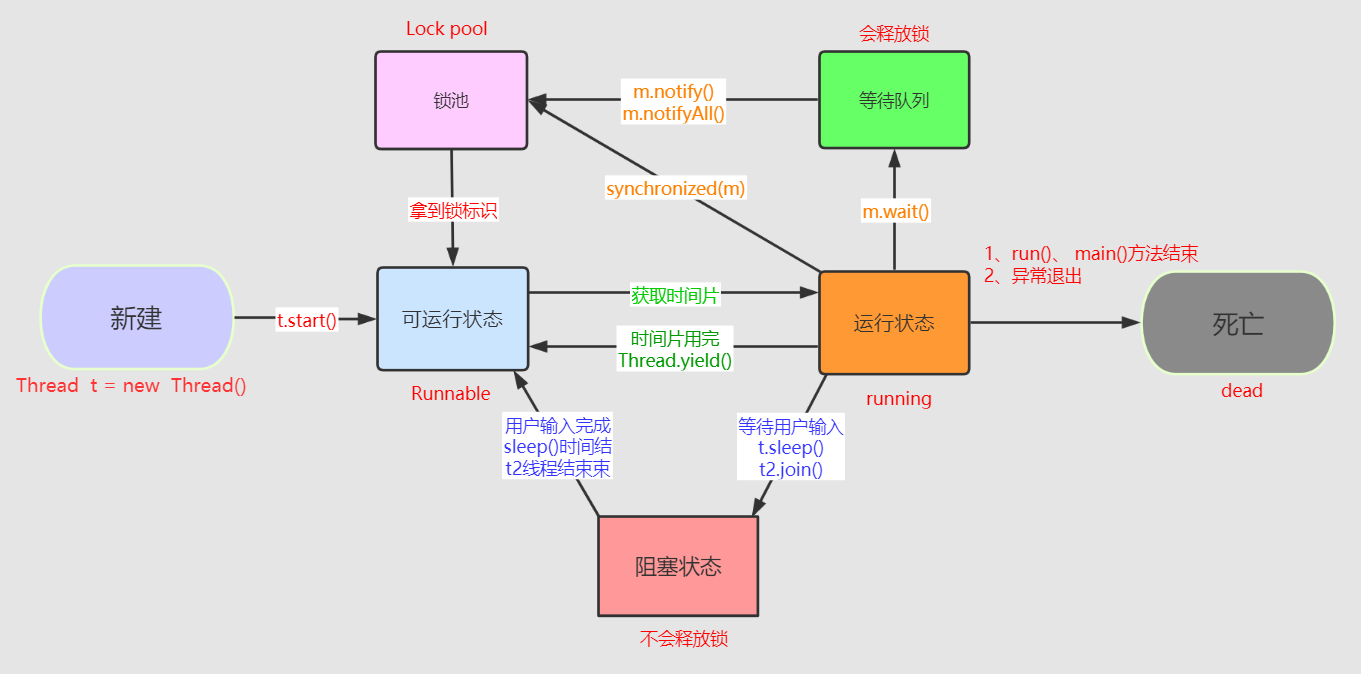 Lock pool
会释放锁
锁池
m.notify()
m.notifyAll()
等待队列
synchronized(m)
拿到锁标识
m.wait()
1、run()、 main()方法结束
2、异常退出
新建
t.start()
可运行状态
获取时间片
时间片用完
Thread.yield()
运行状态
死亡
Thread t = new Thread()
Runnable
running
dead
用户输入完成
sleep()时间结
t2线程结束束
等待用户输入
t.sleep()
t2.join()
阻塞状态
不会释放锁